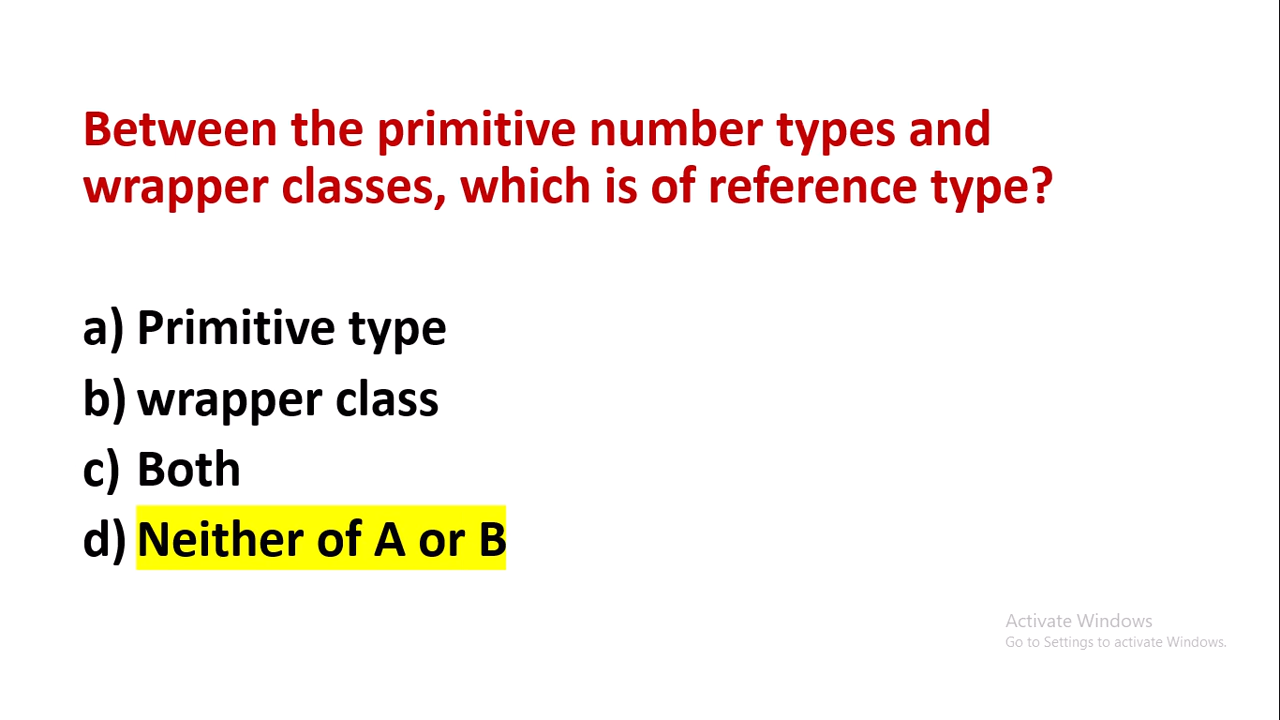 Between the primitive number types and
wrapper classes, which is of reference type?
a) Primitive type
b) wrapper class
c) Both
d) Neither of A or B
Activate Windows
Go to Settings to activate Windows.